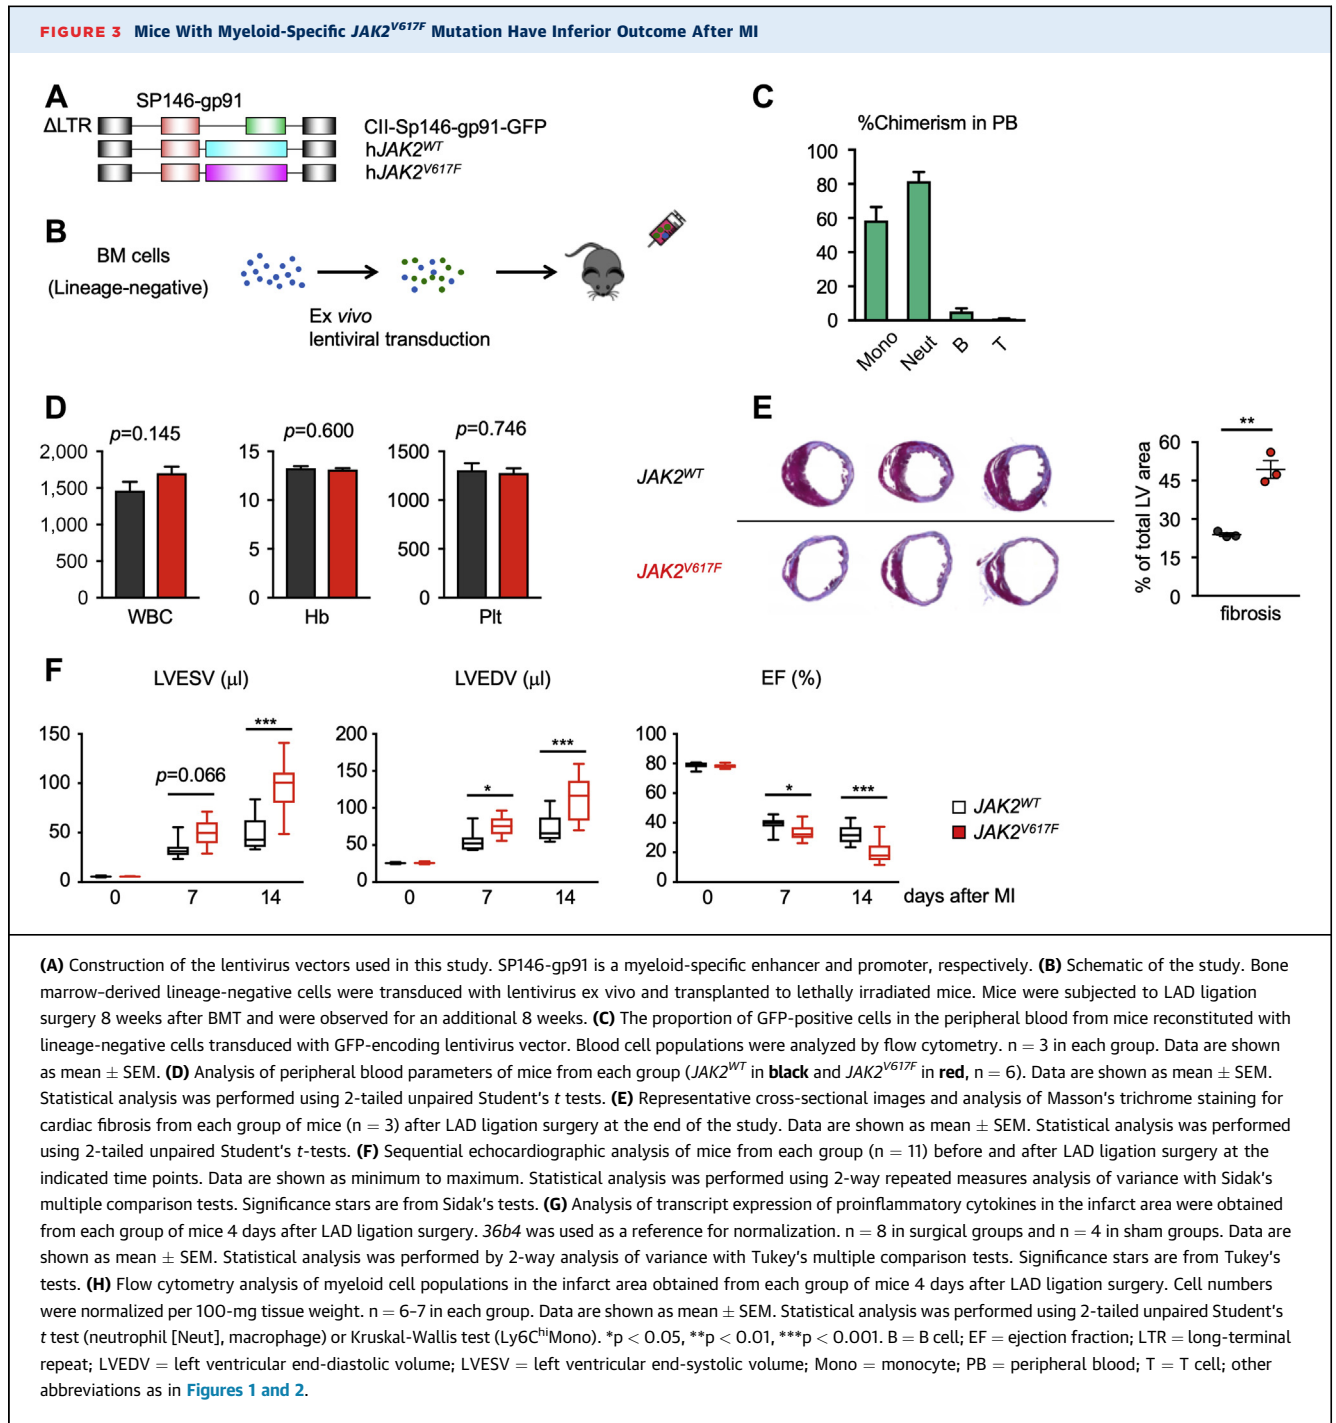 FIGURE 3 Mice With Myeloid-Specific JAK2V617F Mutation Have Inferior Outcome After MI
A
SP146-gp91
ΔLTR
CII-Sp146-gp91-GFP
hJAK2WT
hJAK2V617F
B
BM cells
(Lineage-negative)
Ex vivo
lentiviral transduction
C
%Chimerism in PB
100
80
60
40
20
0
Mono
Neut
B
T
D
p=0.145
2,000
1,500
1,000
500
0
WBC
p=0.600
15
10
5
0
Hb
p=0.746
1500
1000
500
0
Plt
E
JAK2WT
JAK2V617F
**
% of total LV area
60
45
30
15
0
fibrosis
F
LVESV (μl)
150
100
50
0
p=0.066
***
0 7 14
LVEDV (μl)
200
150
100
50
0
*
***
0 7 14
EF (%)
100
80
60
40
20
0
*
***
0 7 14 days after MI
JAK2WT
JAK2V617F
(A) Construction of the lentivirus vectors used in this study. SP146-gp91 is a myeloid-specific enhancer and promoter, respectively. (B) Schematic of the study. Bone
marrow–derived lineage-negative cells were transduced with lentivirus ex vivo and transplanted to lethally irradiated mice. Mice were subjected to LAD ligation
surgery 8 weeks after BMT and were observed for an additional 8 weeks. (C) The proportion of GFP-positive cells in the peripheral blood from mice reconstituted with
lineage-negative cells transduced with GFP-encoding lentivirus vector. Blood cell populations were analyzed by flow cytometry. n = 3 in each group. Data are shown
as mean ± SEM. (D) Analysis of peripheral blood parameters of mice from each group (JAK2WT in black and JAK2V617F in red, n = 6). Data are shown as mean ± SEM.
Statistical analysis was performed using 2-tailed unpaired Student's t tests. (E) Representative cross-sectional images and analysis of Masson's trichrome staining for
cardiac fibrosis from each group of mice (n = 3) after LAD ligation surgery at the end of the study. Data are shown as mean ± SEM. Statistical analysis was performed
using 2-tailed unpaired Student's t-tests. (F) Sequential echocardiographic analysis of mice from each group (n = 11) before and after LAD ligation surgery at the
indicated time points. Data are shown as minimum to maximum. Statistical analysis was performed using 2-way repeated measures analysis of variance with Sidak's
multiple comparison tests. Significance stars are from Sidak's tests. (G) Analysis of transcript expression of proinflammatory cytokines in the infarct area were obtained
from each group of mice 4 days after LAD ligation surgery. 36b4 was used as a reference for normalization. n = 8 in surgical groups and n = 4 in sham groups. Data are
shown as mean ± SEM. Statistical analysis was performed by 2-way analysis of variance with Tukey's multiple comparison tests. Significance stars are from Tukey's
tests. (H) Flow cytometry analysis of myeloid cell populations in the infarct area obtained from each group of mice 4 days after LAD ligation surgery. Cell numbers
were normalized per 100-mg tissue weight. n = 6–7 in each group. Data are shown as mean ± SEM. Statistical analysis was performed using 2-tailed unpaired Student's
t test (neutrophil [Neut], macrophage) or Kruskal-Wallis test (Ly6ChiMono). *p < 0.05, **p < 0.01, ***p < 0.001. B = B cell; EF = ejection fraction; LTR = long-terminal
repeat; LVEDV = left ventricular end-diastolic volume; LVESV = left ventricular end-systolic volume; Mono = monocyte; PB = peripheral blood; T = T cell; other
abbreviations as in Figures 1 and 2.